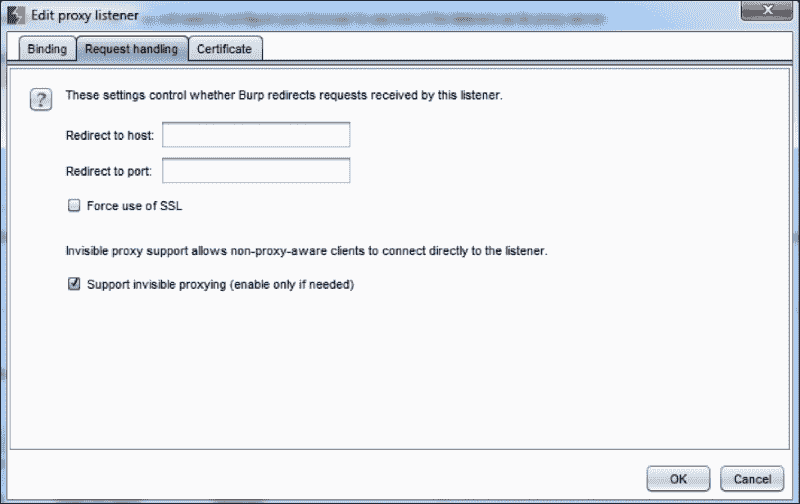 Edit proxy listener
Binding
Request handling
Certificate
?
These settings control whether Burp redirects requests received by this listener.
Redirect to host:
Redirect to port:
Force use of SSL
Invisible proxy support allows non-proxy-aware clients to connect directly to the listener.
Support invisible proxying (enable only if needed)
OK
Cancel